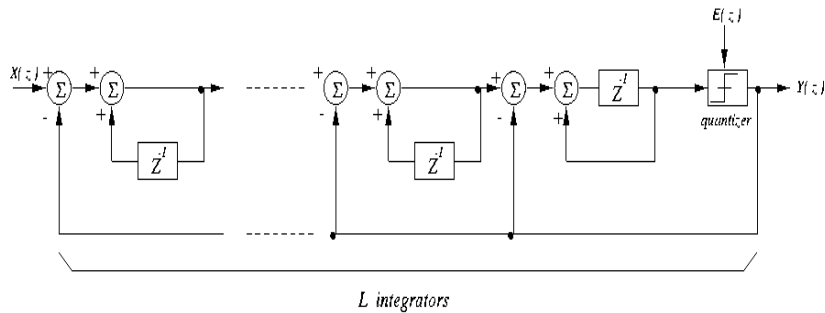 E(z)
X(z)
+
+
+
+
+
+
Σ
Σ
Σ
Σ
Σ
Σ
Z⁻¹
Y(z)
-
+
-
+
-
+
quantizer
Z⁻¹
Z⁻¹
L integrators